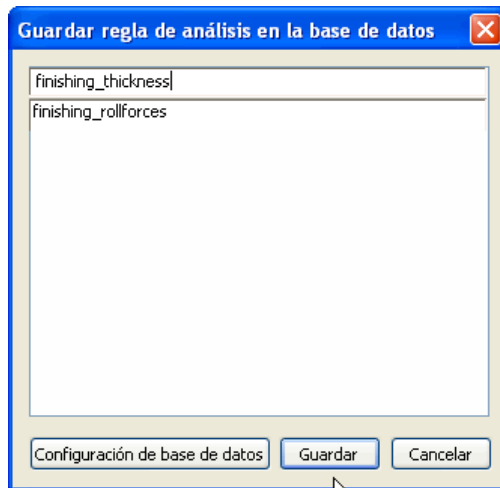 Guardar regla de análisis en la base de datos
finishing_thickness
finishing_rollforces
Configuración de base de datos Guardar Cancelar